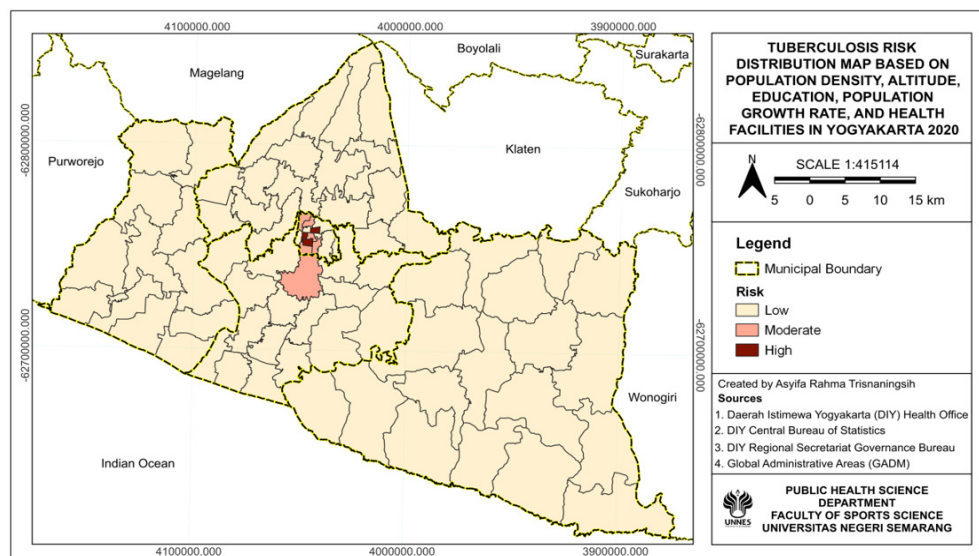 4100000.000
4000000.000
3900000.000
Boyolali
Surakarta
Magelang
Purworejo
Klaten
Sukoharjo
Wonogiri
Indian Ocean
-6280000000.000
-6270000.000
-62800000.000
-62700000.000
4100000.000
4000000.000
3900000.000
TUBERCULOSIS RISK
DISTRIBUTION MAP BASED ON
POPULATION DENSITY, ALTITUDE,
EDUCATION, POPULATION
GROWTH RATE, AND HEALTH
FACILITIES IN YOGYAKARTA 2020
N
SCALE 1:415114
5 0 5 10 15 km
Legend
Municipal Boundary
Risk
Low
Moderate
High
Created by Asyifa Rahma Trisnaningsih
Sources
1. Daerah Istimewa Yogyakarta (DIY) Health Office
2. DIY Central Bureau of Statistics
3. DIY Regional Secretariat Governance Bureau
4. Global Administrative Areas (GADM)
UNNES
PUBLIC HEALTH SCIENCE
DEPARTMENT
FACULTY OF SPORTS SCIENCE
UNIVERSITAS NEGERI SEMARANG